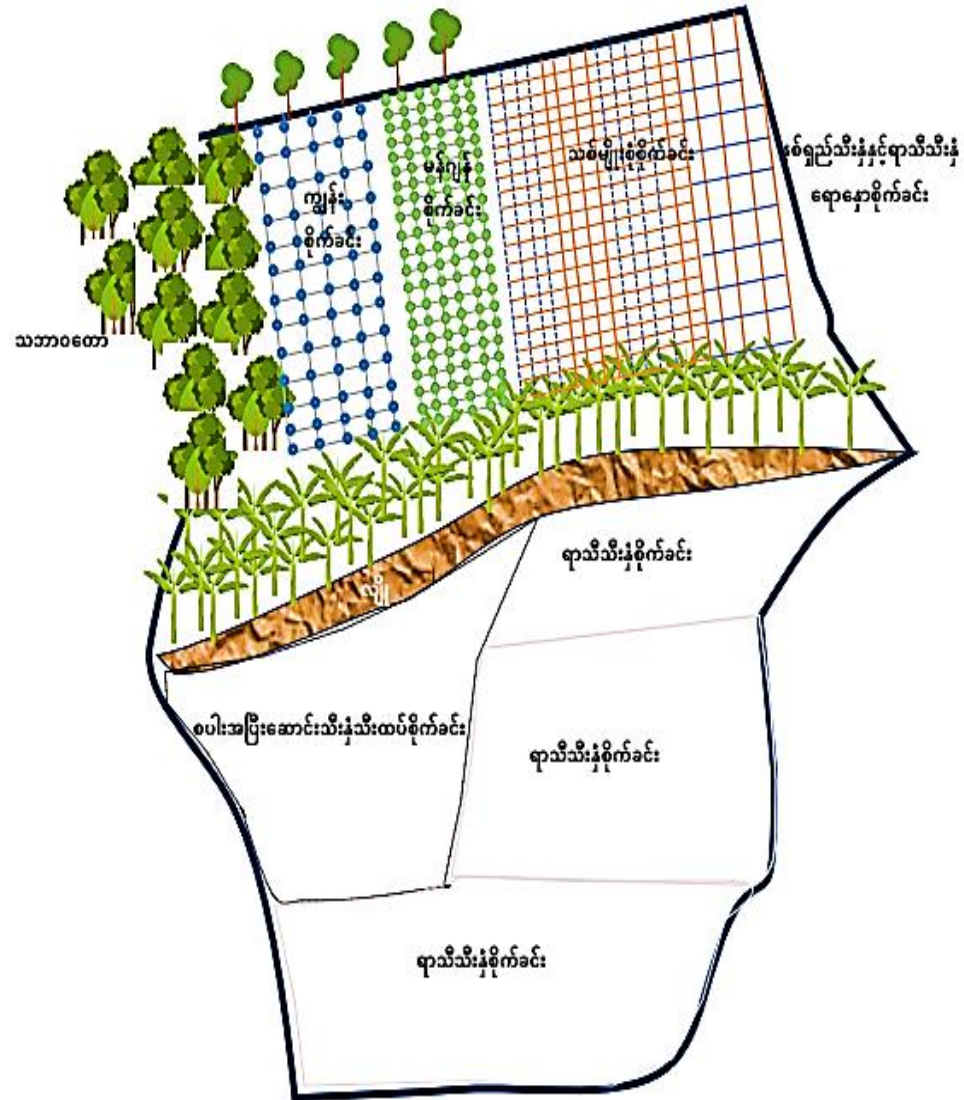 ကျွန်း
စိုက်ခင်း
မန်ဂျန်
စိုက်ခင်း
သစ်မျိုးစုံစိုက်ခင်း
နှစ်ရှည်သီးနှံနှင့်ရာသီသီးနှံ
ရောနှောစိုက်ခင်း
သဘာဝတော
လျှို
ရာသီသီးနှံစိုက်ခင်း
စပါးအပြီးဆောင်းသီးနှံသီးထပ်စိုက်ခင်း
ရာသီသီးနှံစိုက်ခင်း
ရာသီသီးနှံစိုက်ခင်း